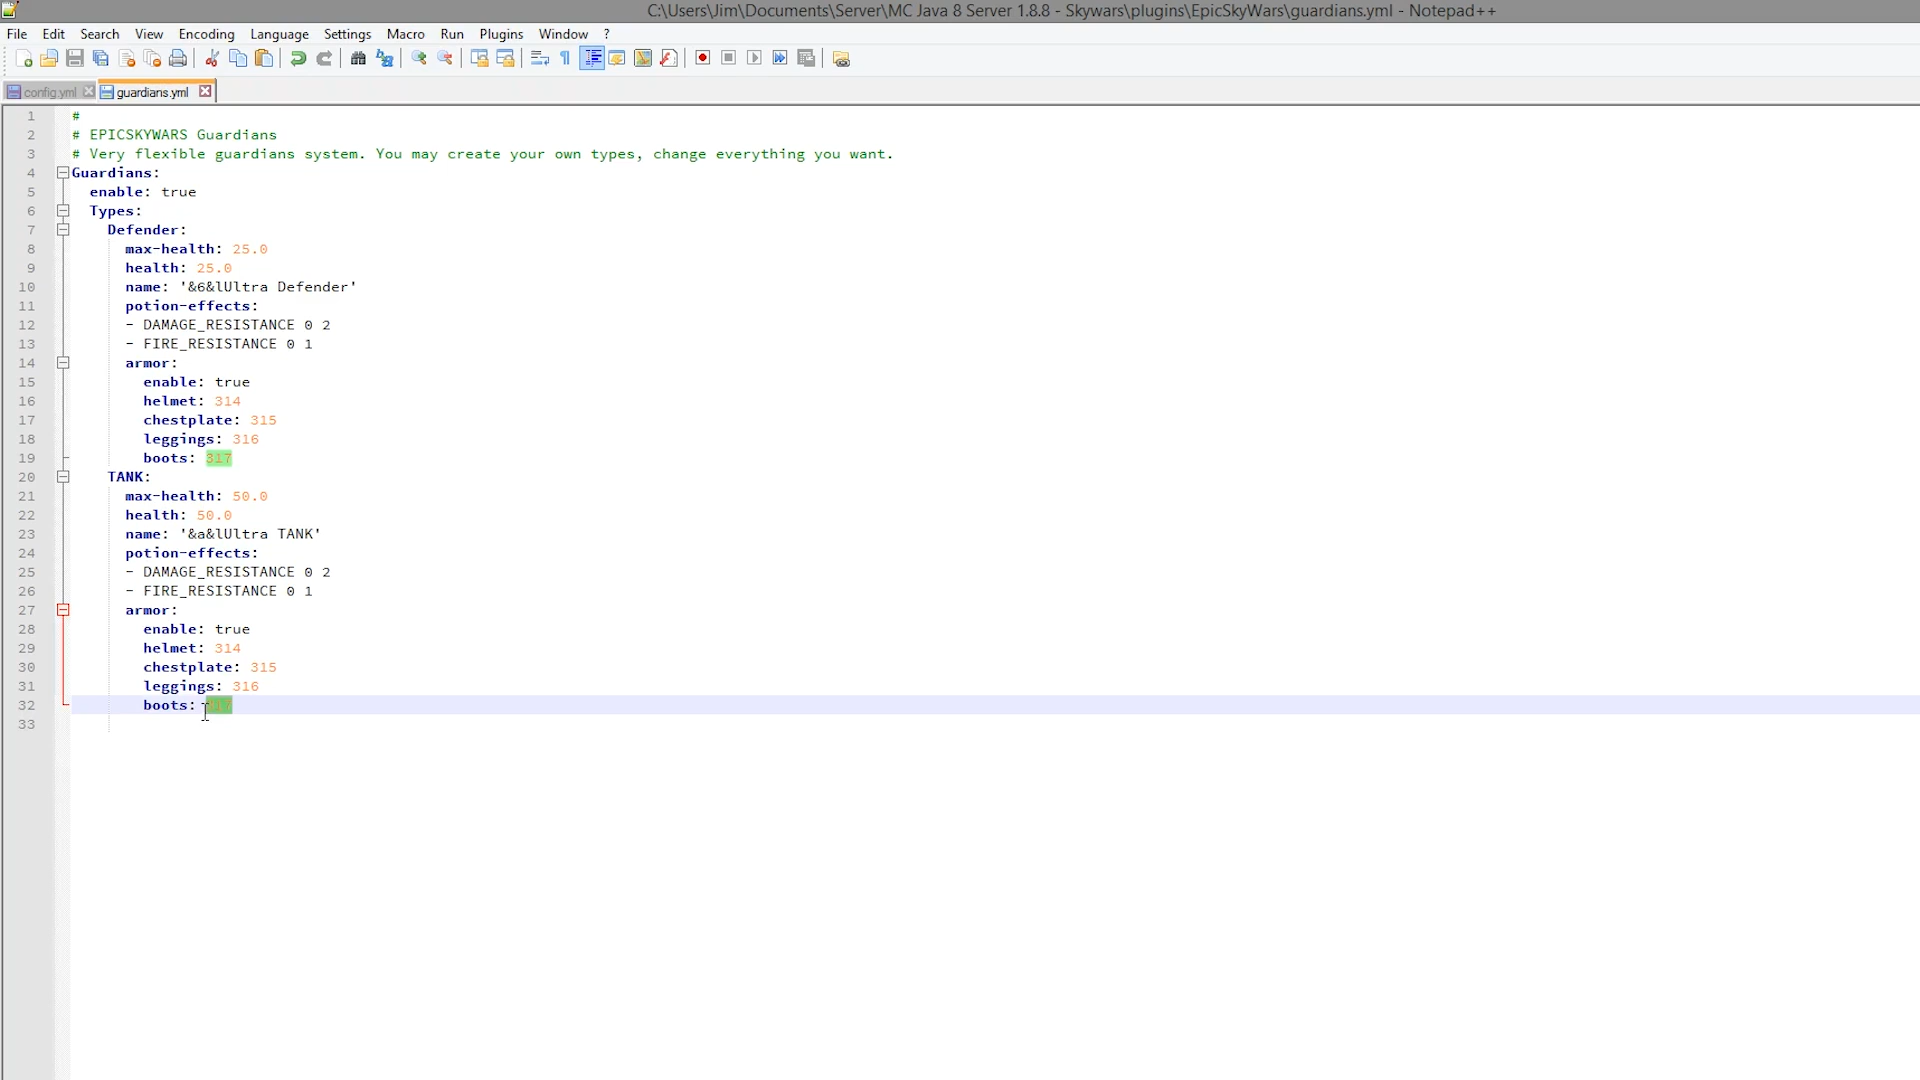 C:\Users\Jim\Documents\Server\MC Java 8 Server 1.8.8 - Skywars\plugins\EpicSkyWars\guardians.yml - Notepad++
File Edit Search View Encoding Language Settings Macro Run Plugins Window ?
config.yml guardians.yml
1 #
2 # EPICSKYWARS Guardians
3 # Very flexible guardians system. You may create your own types, change everything you want.
4 Guardians:
5 enable: true
6 Types:
7 Defender:
8 max-health: 25.0
9 health: 25.0
10 name: '&6&lUltra Defender'
11 potion-effects:
12 - DAMAGE_RESISTANCE 0 2
13 - FIRE_RESISTANCE 0 1
14 armor:
15 enable: true
16 helmet: 314
17 chestplate: 315
18 leggings: 316
19 boots: 317
20 TANK:
21 max-health: 50.0
22 health: 50.0
23 name: '&a&lUltra TANK'
24 potion-effects:
25 - DAMAGE_RESISTANCE 0 2
26 - FIRE_RESISTANCE 0 1
27 armor:
28 enable: true
29 helmet: 314
30 chestplate: 315
31 leggings: 316
32 boots: 317
33